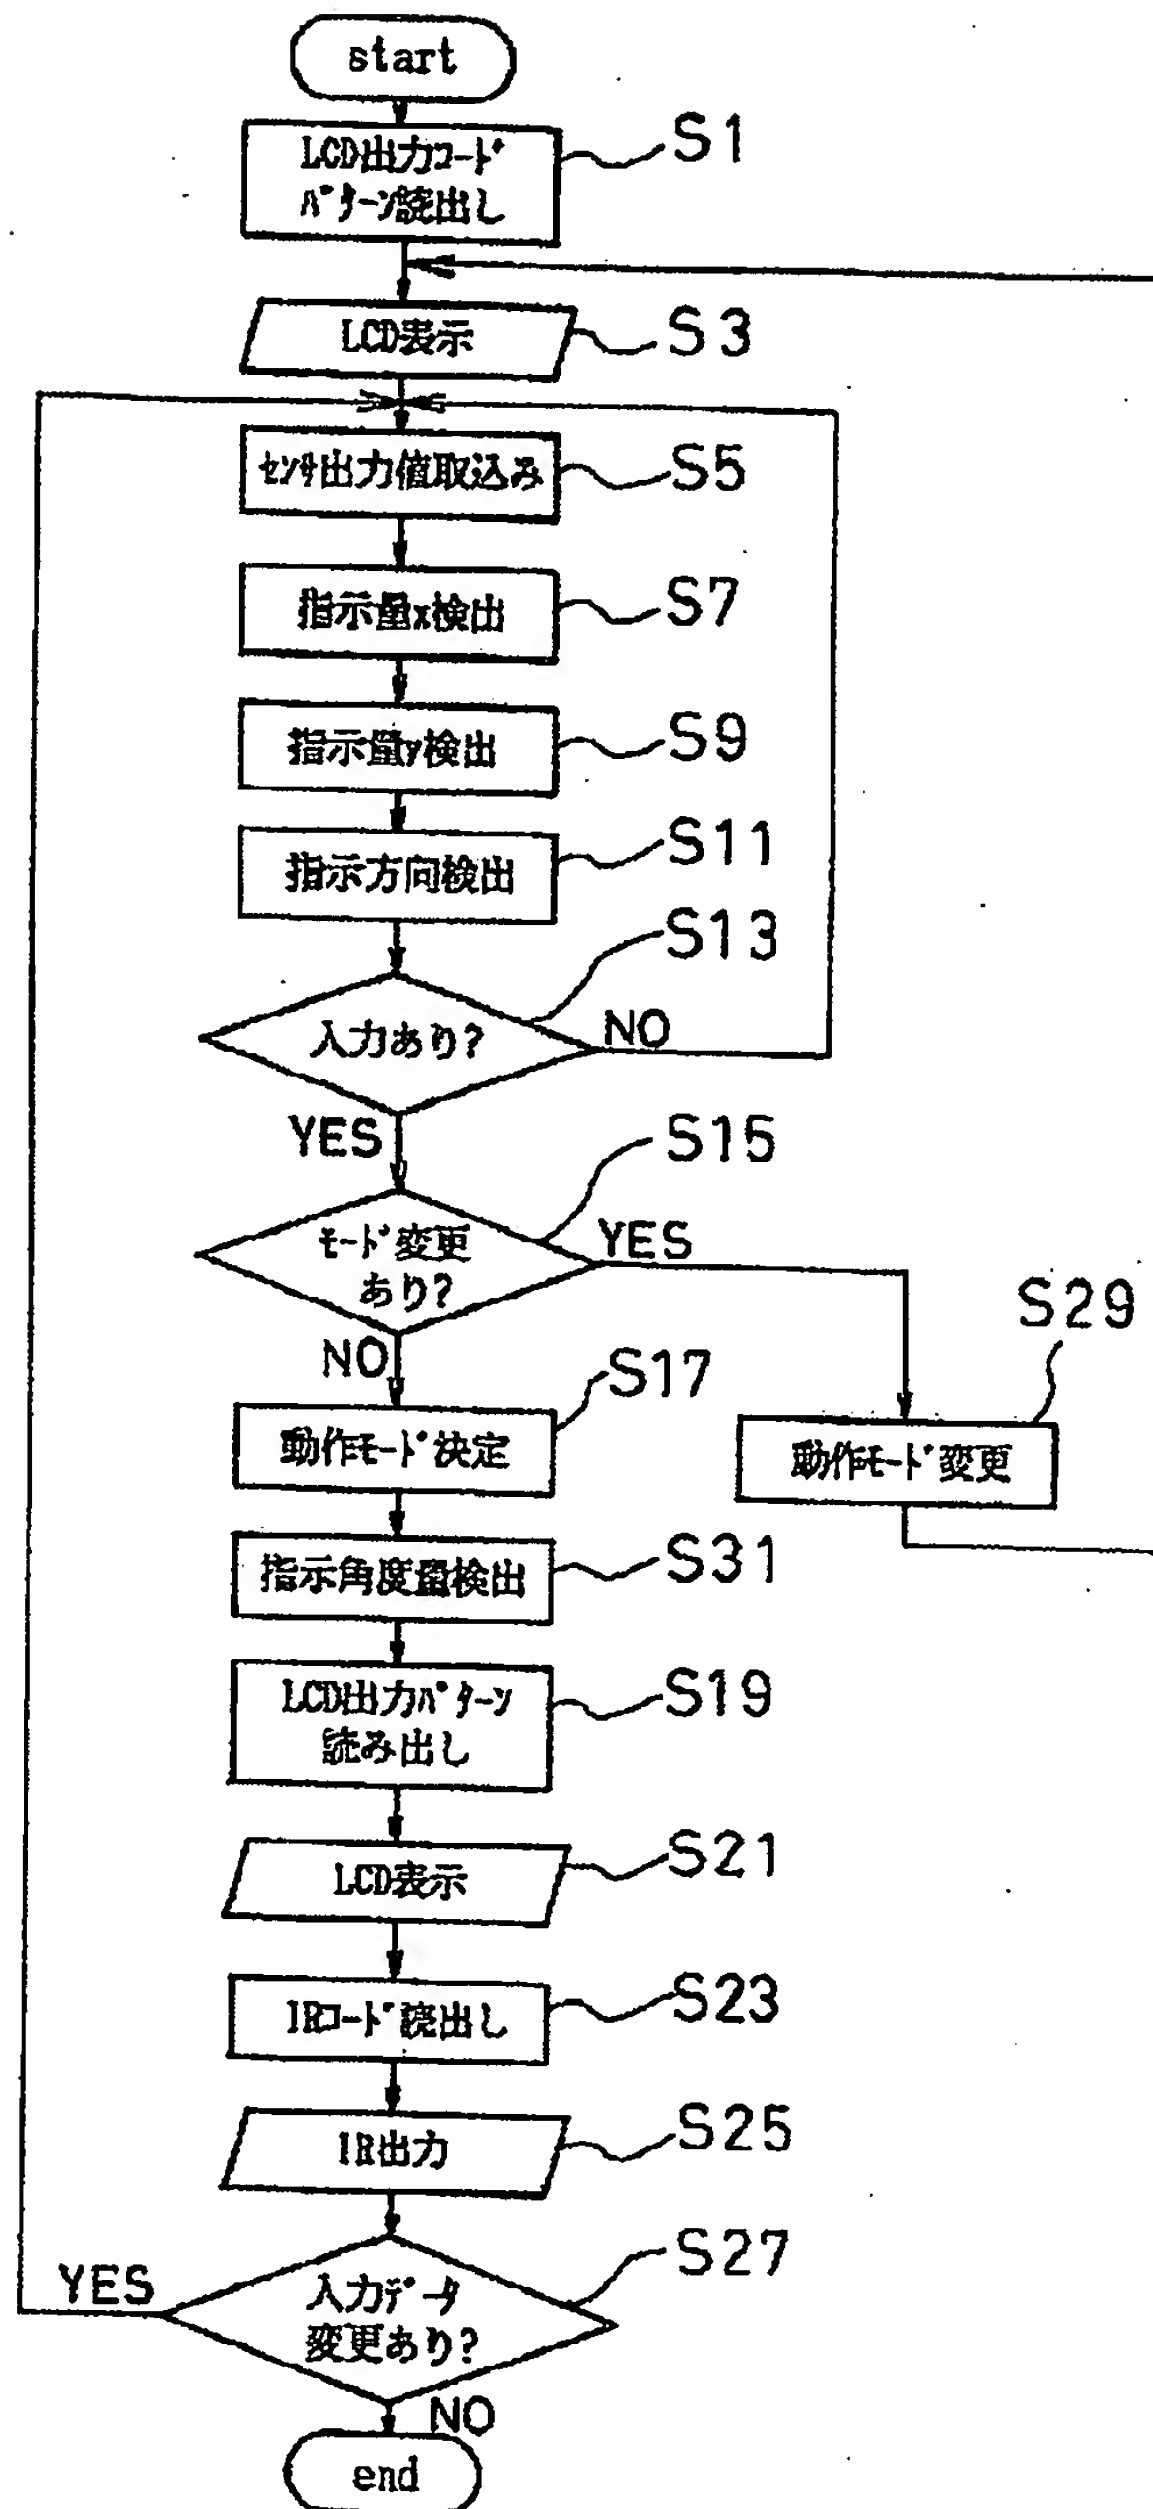 start
S1
LCD出力コード
パターン読出し
S3
LCD表示
S5
センサ出力値取込み
S7
指示量x検出
S9
指示量y検出
S11
指示方向検出
S13
入力あり?
NO
YES
S15
モード変更
あり?
YES
NO
S29
S17
動作モード決定
動作モード変更
S31
指示角度量検出
S19
LCD出力パターン
読み出し
S21
LCD表示
S23
IRコード読出し
S25
IR出力
S27
YES
入力データ
変更あり?
NO
end